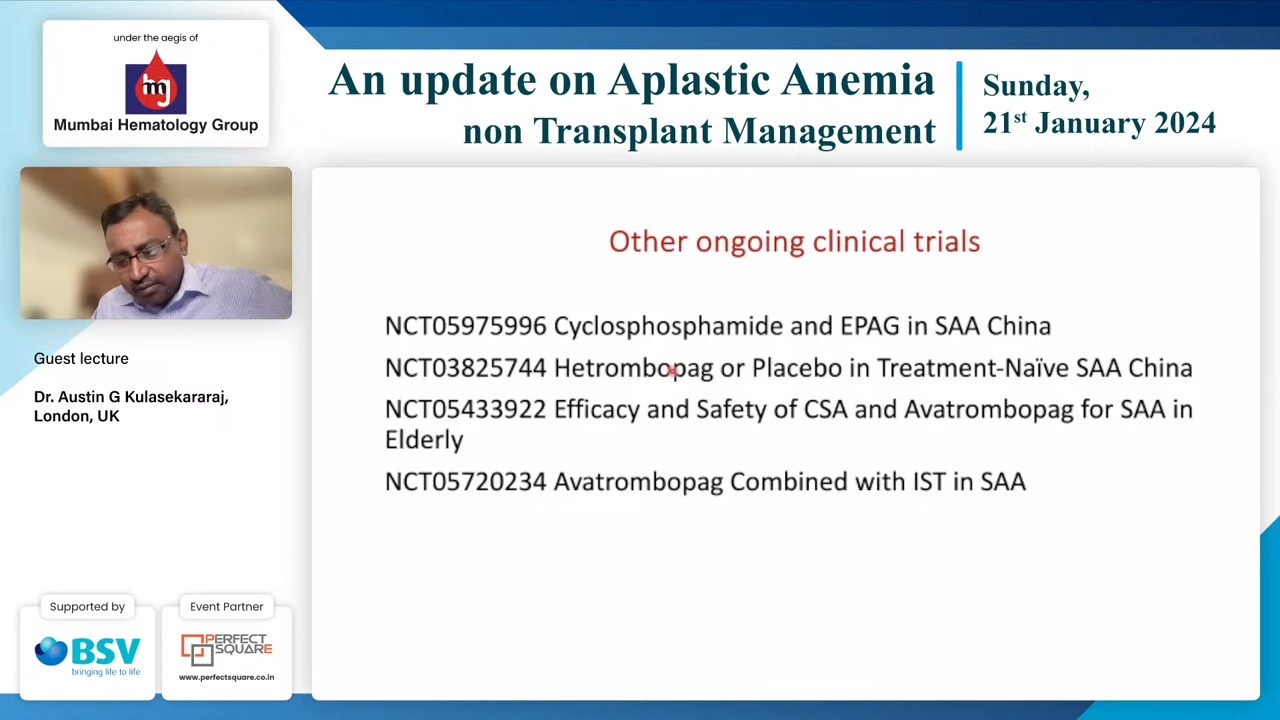 under the aegis of
mg
Mumbai Hematology Group
An update on Aplastic Anemia
non Transplant Management
Sunday,
21st January 2024
Guest lecture
Dr. Austin G Kulasekararaj,
London, UK
Other ongoing clinical trials
NCT05975996 Cyclosphosphamide and EPAG in SAA China
NCT03825744 Hetrombopag or Placebo in Treatment-Naïve SAA China
NCT05433922 Efficacy and Safety of CSA and Avatrombopag for SAA in
Elderly
NCT05720234 Avatrombopag Combined with IST in SAA
Supported by
BSV
bringing life to life
Event Partner
PERFECT
SQUARE
www.perfectsquare.co.in